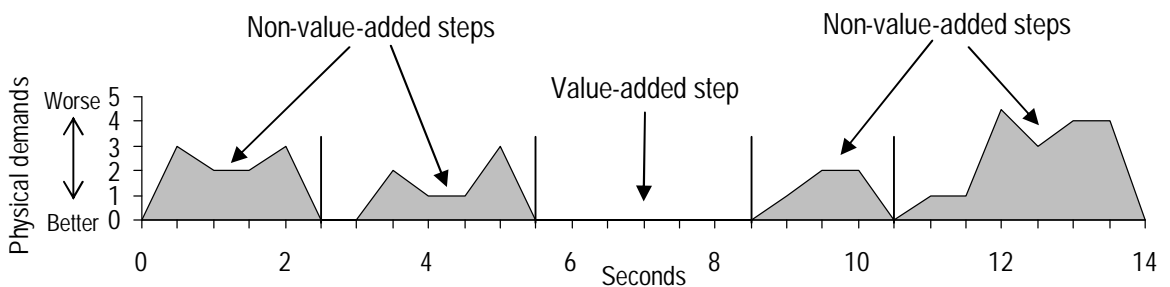 Non-value-added steps
Non-value-added steps
Value-added step
Physical demands
Worse
Better
5
4
3
2
1
0
0 2 4 6 8 10 12 14
Seconds